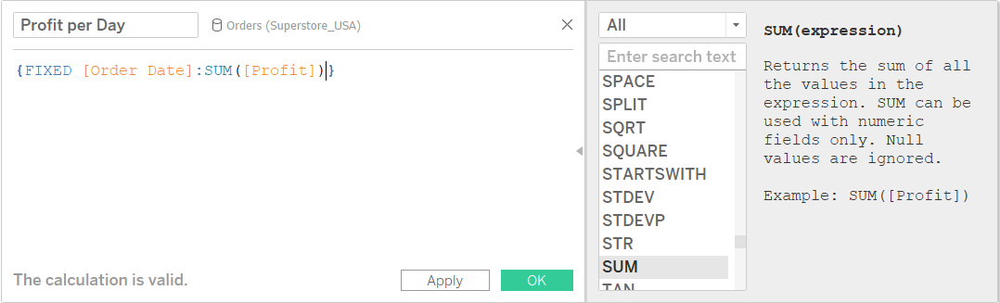 Profit per Day
Orders (Superstore_USA)
{FIXED [Order Date]:SUM([Profit])}
The calculation is valid.
Apply
OK
All
Enter search text
SPACE
SPLIT
SQRT
SQUARE
STARTSWITH
STDEV
STDEVP
STR
SUM
TAN
SUM(expression)
Returns the sum of all
the values in the
expression. SUM can be
used with numeric
fields only. Null
values are ignored.
Example: SUM([Profit])